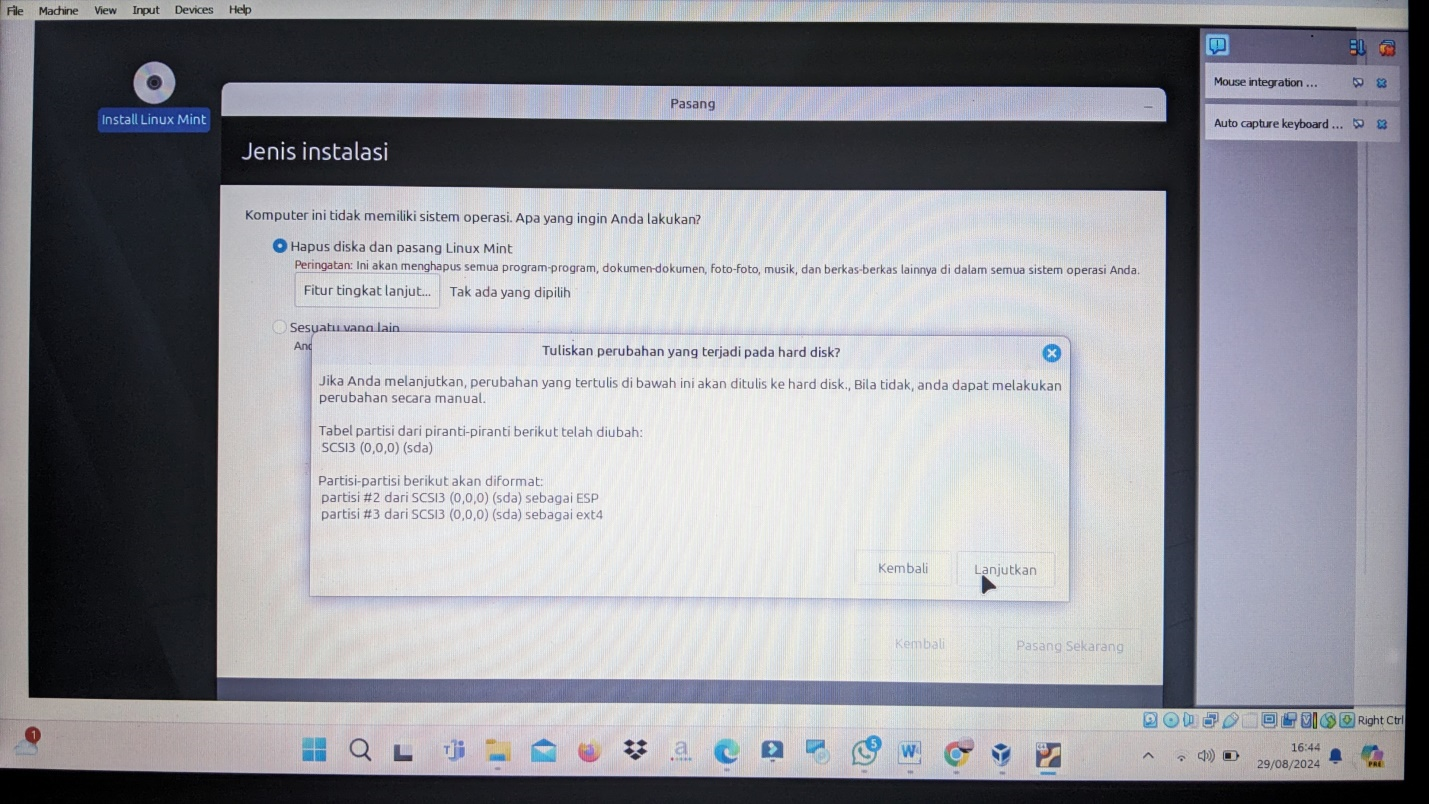 File Machine View Input Devices Help
Install Linux Mint
Pasang
Mouse integration ...
Auto capture keyboard ...
Jenis instalasi
Komputer ini tidak memiliki sistem operasi. Apa yang ingin Anda lakukan?
Hapus diska dan pasang Linux Mint
Peringatan: Ini akan menghapus semua program-program, dokumen-dokumen, foto-foto, musik, dan berkas-berkas lainnya di dalam semua sistem operasi Anda.
Fitur tingkat lanjut... Tak ada yang dipilih
Sesuatu yang lain
Tuliskan perubahan yang terjadi pada hard disk?
Jika Anda melanjutkan, perubahan yang tertulis di bawah ini akan ditulis ke hard disk., Bila tidak, anda dapat melakukan
perubahan secara manual.
Tabel partisi dari piranti-piranti berikut telah diubah:
SCSI3 (0,0,0) (sda)
Partisi-partisi berikut akan diformat:
partisi #2 dari SCSI3 (0,0,0) (sda) sebagai ESP
partisi #3 dari SCSI3 (0,0,0) (sda) sebagai ext4
Kembali Lanjutkan
Kembali Pasang Sekarang
Right Ctrl
1
5
16:44
29/08/2024
PRE